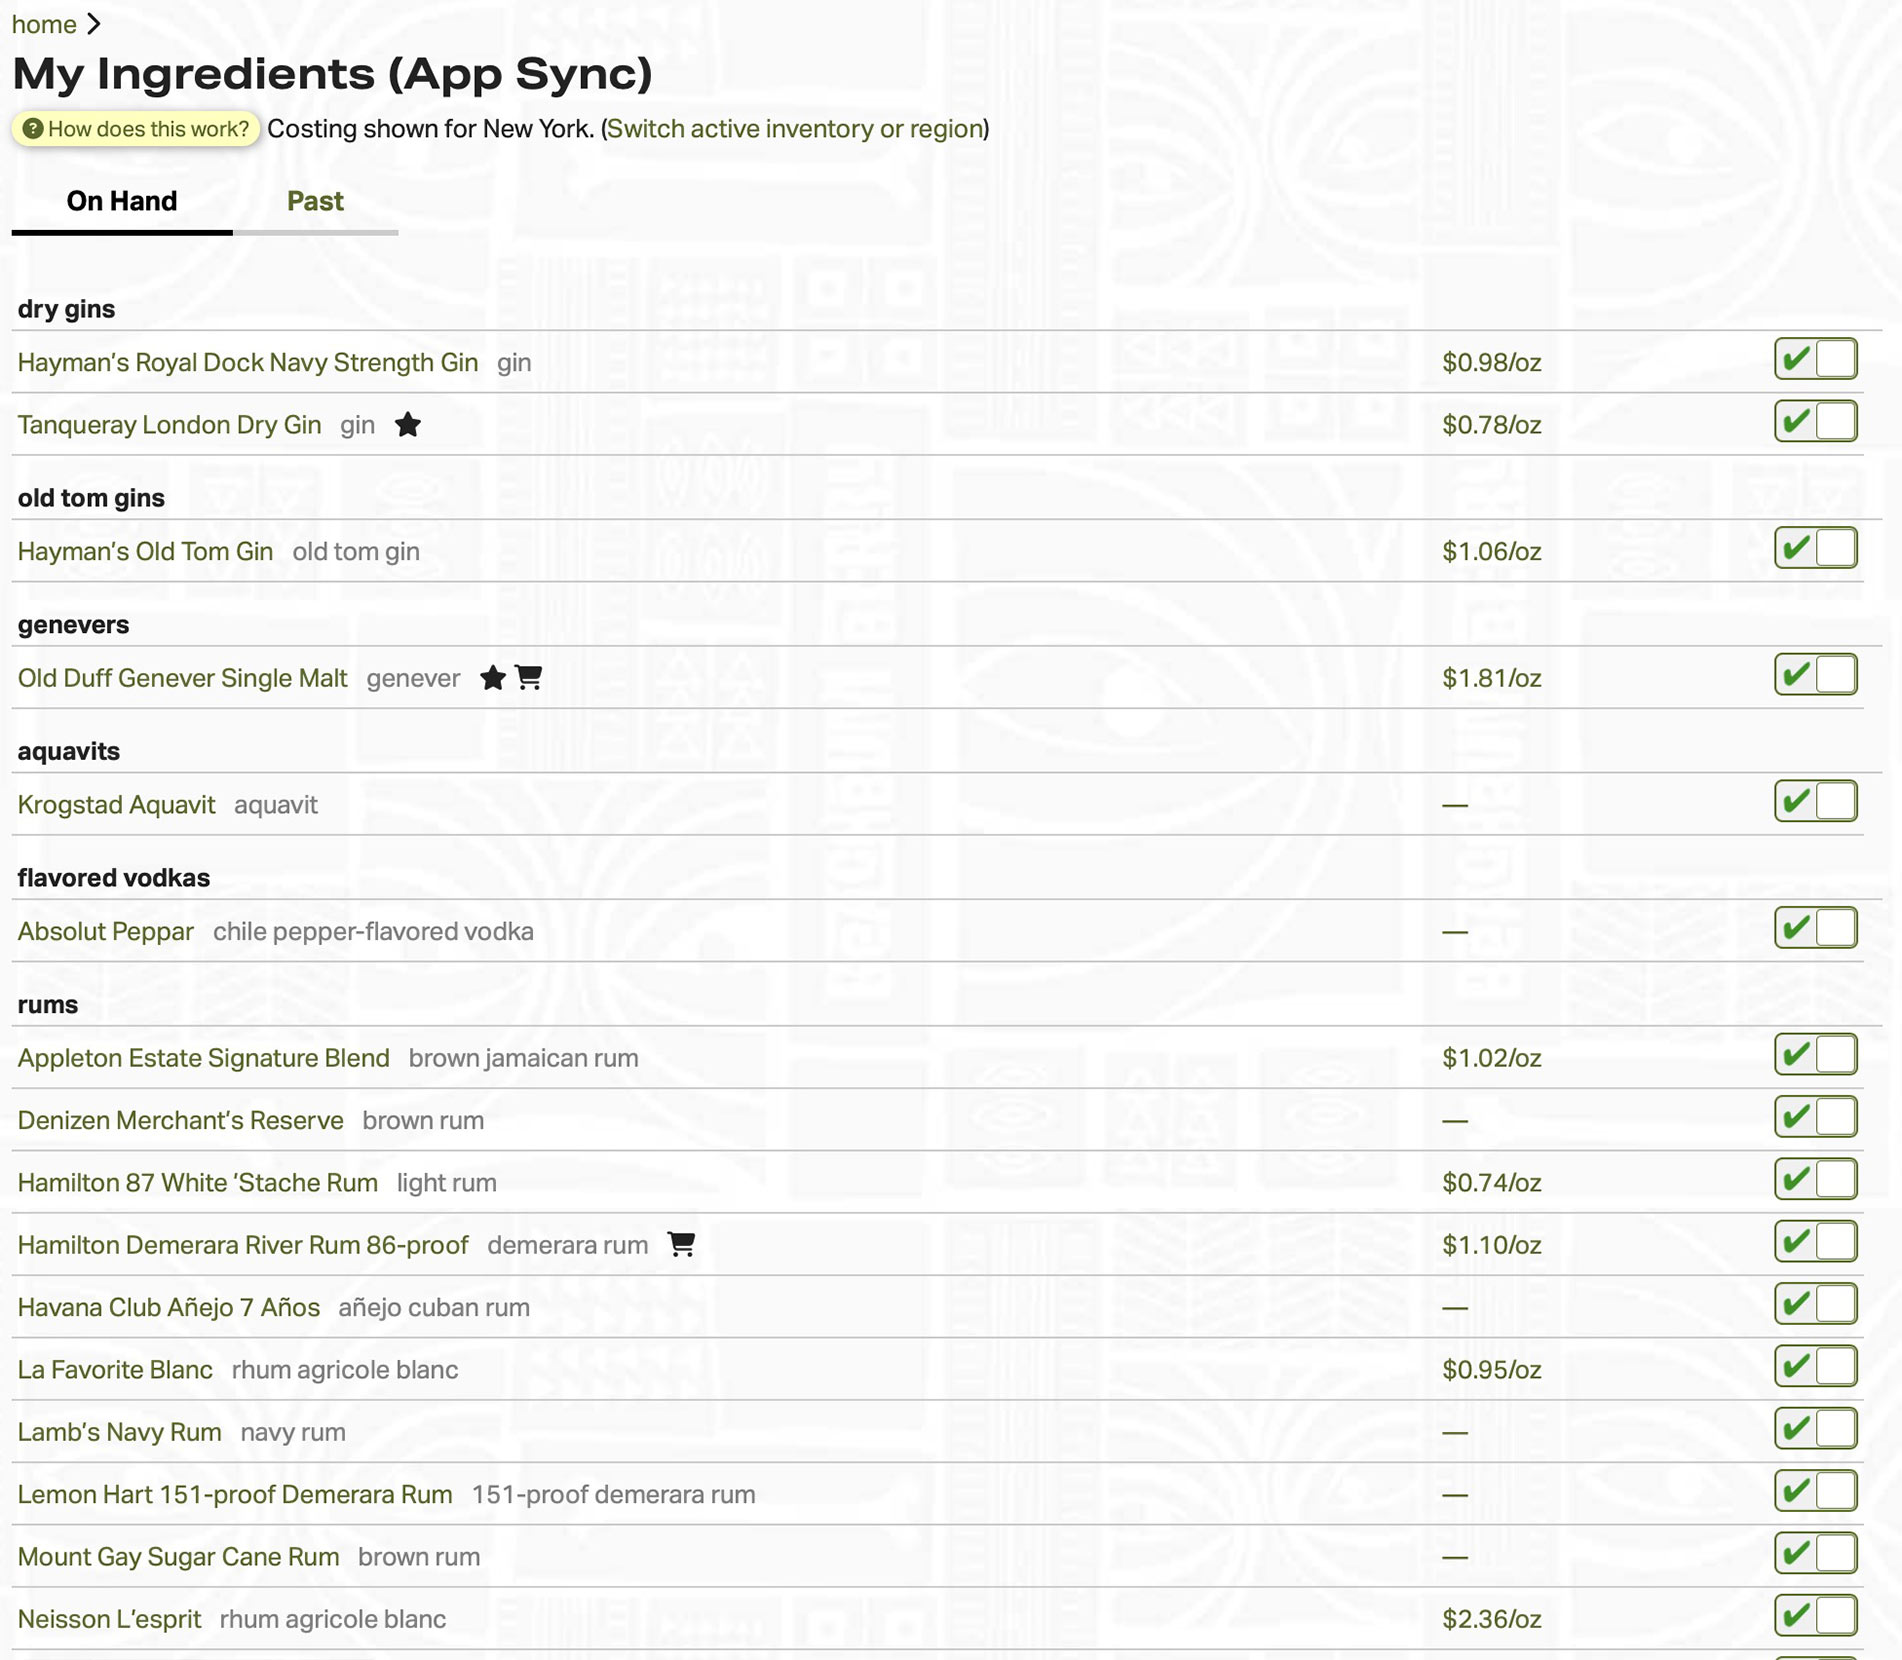 home
My Ingredients (App Sync)
How does this work? Costing shown for New York. (Switch active inventory or region)
On Hand Past
dry gins
Hayman’s Royal Dock Navy Strength Gin gin $0.98/oz
Tanqueray London Dry Gin gin $0.78/oz
old tom gins
Hayman’s Old Tom Gin old tom gin $1.06/oz
genevers
Old Duff Genever Single Malt genever $1.81/oz
aquavits
Krogstad Aquavit aquavit —
flavored vodkas
Absolut Peppar chile pepper-flavored vodka —
rums
Appleton Estate Signature Blend brown jamaican rum $1.02/oz
Denizen Merchant’s Reserve brown rum —
Hamilton 87 White ’Stache Rum light rum $0.74/oz
Hamilton Demerara River Rum 86-proof demerara rum $1.10/oz
Havana Club Añejo 7 Años añejo cuban rum —
La Favorite Blanc rhum agricole blanc $0.95/oz
Lamb’s Navy Rum navy rum —
Lemon Hart 151-proof Demerara Rum 151-proof demerara rum —
Mount Gay Sugar Cane Rum brown rum —
Neisson L’esprit rhum agricole blanc $2.36/oz